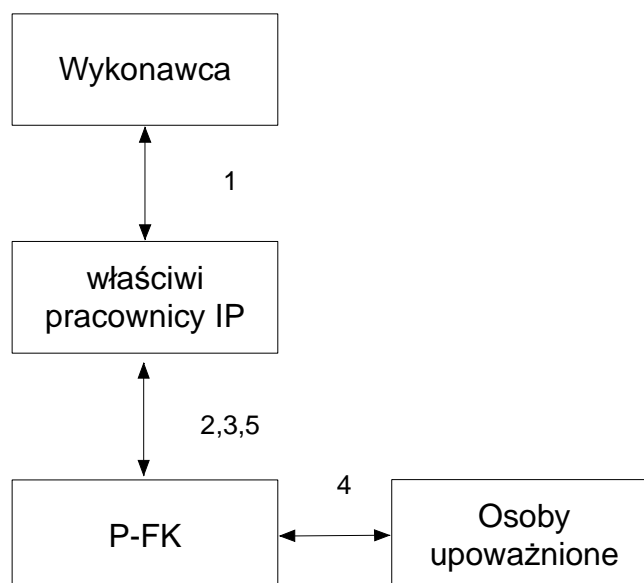 Wykonawca
1
właściwi
pracownicy IP
2,3,5
P-FK
4
Osoby
upoważnione